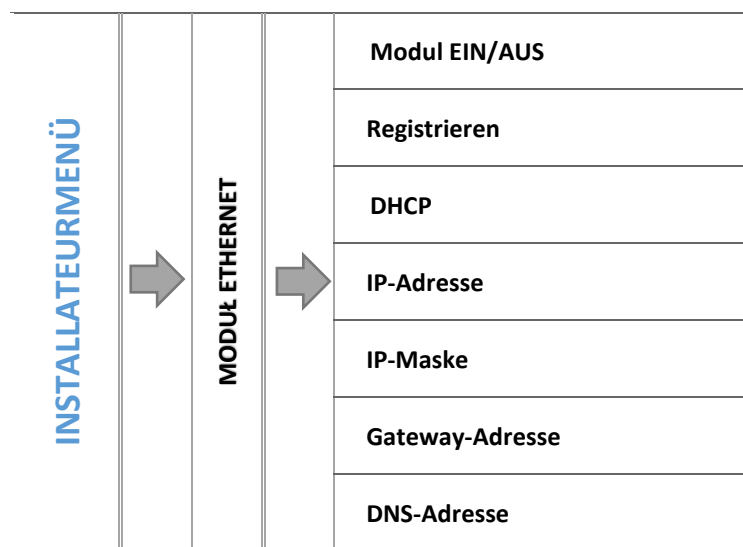 INSTALLATEURMENÜ
MODUŁ ETHERNET
Modul EIN/AUS
Registrieren
DHCP
IP-Adresse
IP-Maske
Gateway-Adresse
DNS-Adresse